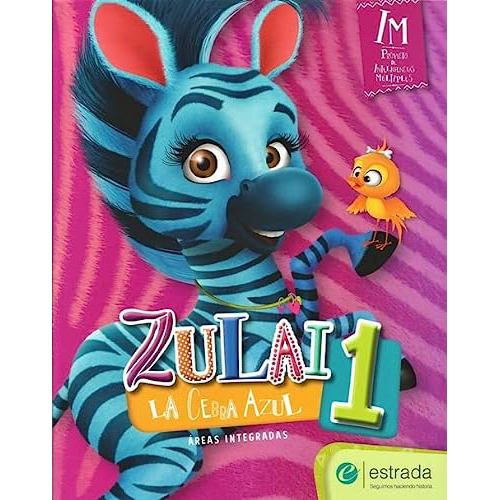 IM
PROYECTO
DE
INTELIGENCIAS
MÚLTIPLES
ZULAI 1
LA CEBRA AZUL
ÁREAS INTEGRADAS
e estrada
Seguimos haciendo historia.